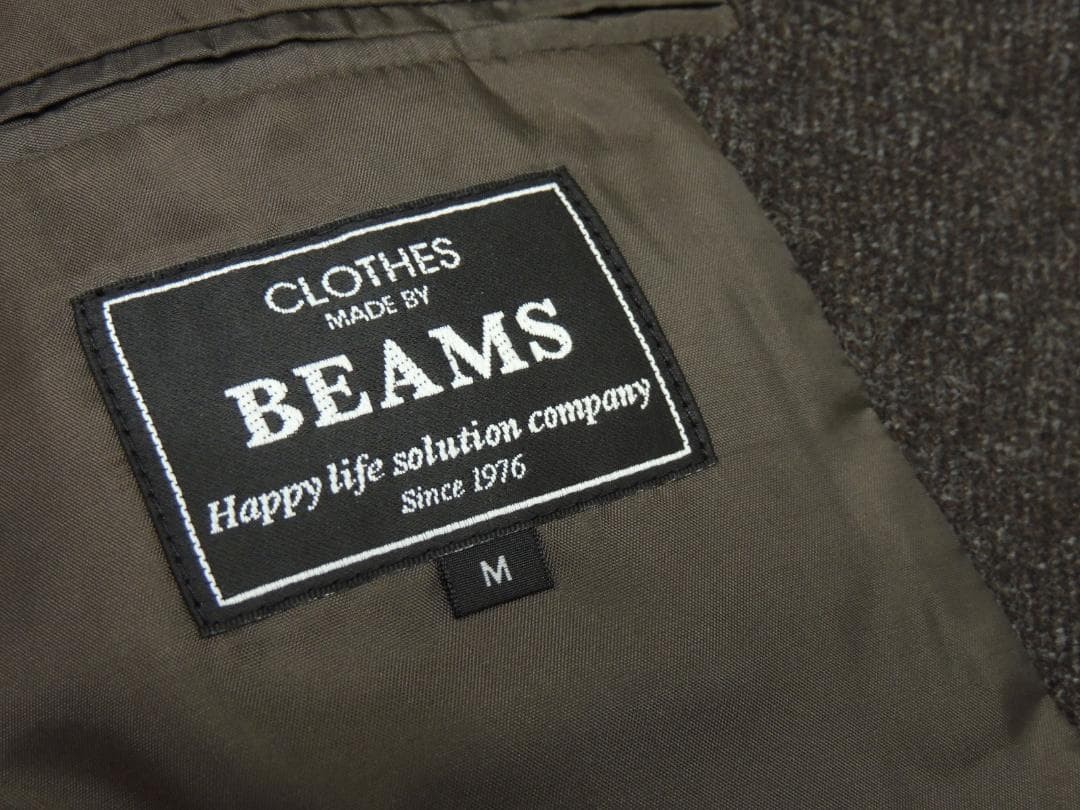 CLOTHES
MADE BY
BEAMS
Happy life solution company
Since 1976
M